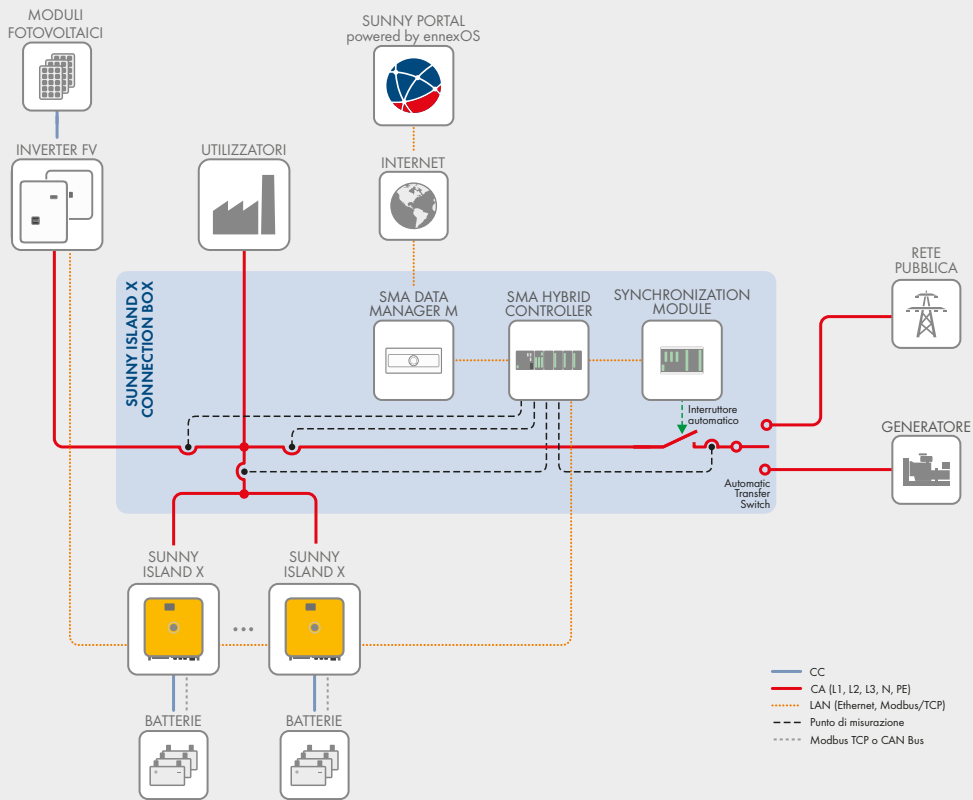 MODULI
FOTOVOLTAICI
SUNNY PORTAL
powered by ennexOS
INVERTER FV
UTILIZZATORI
INTERNET
RETE
PUBBLICA
SUNNY ISLAND X
CONNECTION BOX
SMA DATA
MANAGER M
SMA HYBRID
CONTROLLER
SYNCHRONIZATION
MODULE
Interruttore
automatico
GENERATORE
Automatic
Transfer
Switch
SUNNY
ISLAND X
SUNNY
ISLAND X
...
BATTERIE
BATTERIE
CC
CA (L1, L2, L3, N, PE)
LAN (Ethernet, Modbus/TCP)
Punto di misurazione
Modbus TCP o CAN Bus